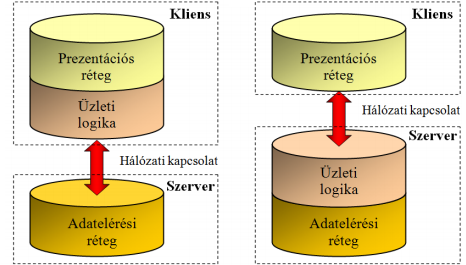 Kliens
Prezentációs
réteg
Üzleti
logika
Hálózati kapcsolat
Szerver
Adatelérési
réteg
Kliens
Prezentációs
réteg
Hálózati kapcsolat
Szerver
Üzleti
logika
Adatelérési
réteg